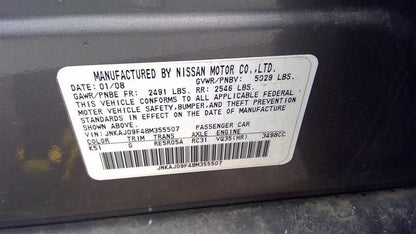 MANUFACTURED BY NISSAN MOTOR CO.,LTD.
DATE: 01/08 GVWR/PNBV: 5029 LBS.
GAWR/PNBE FR: 2491 LBS. RR: 2546 LBS.
THIS VEHICLE CONFORMS TO ALL APPLICABLE FEDERAL
MOTOR VEHICLE SAFETY,BUMPER,AND THEFT PREVENTION
STANDARDS IN EFFECT ON THE DATE OF MANUFACTURE
SHOWN ABOVE.
VIN: JNKAJ09F48M355507 PASSENGER CAR
COLOR TRIM TRANS AXLE ENGINE
K51 G RE5R05A RC31 VQ35(HR) 3498CC
JNKAJ09F48M355507